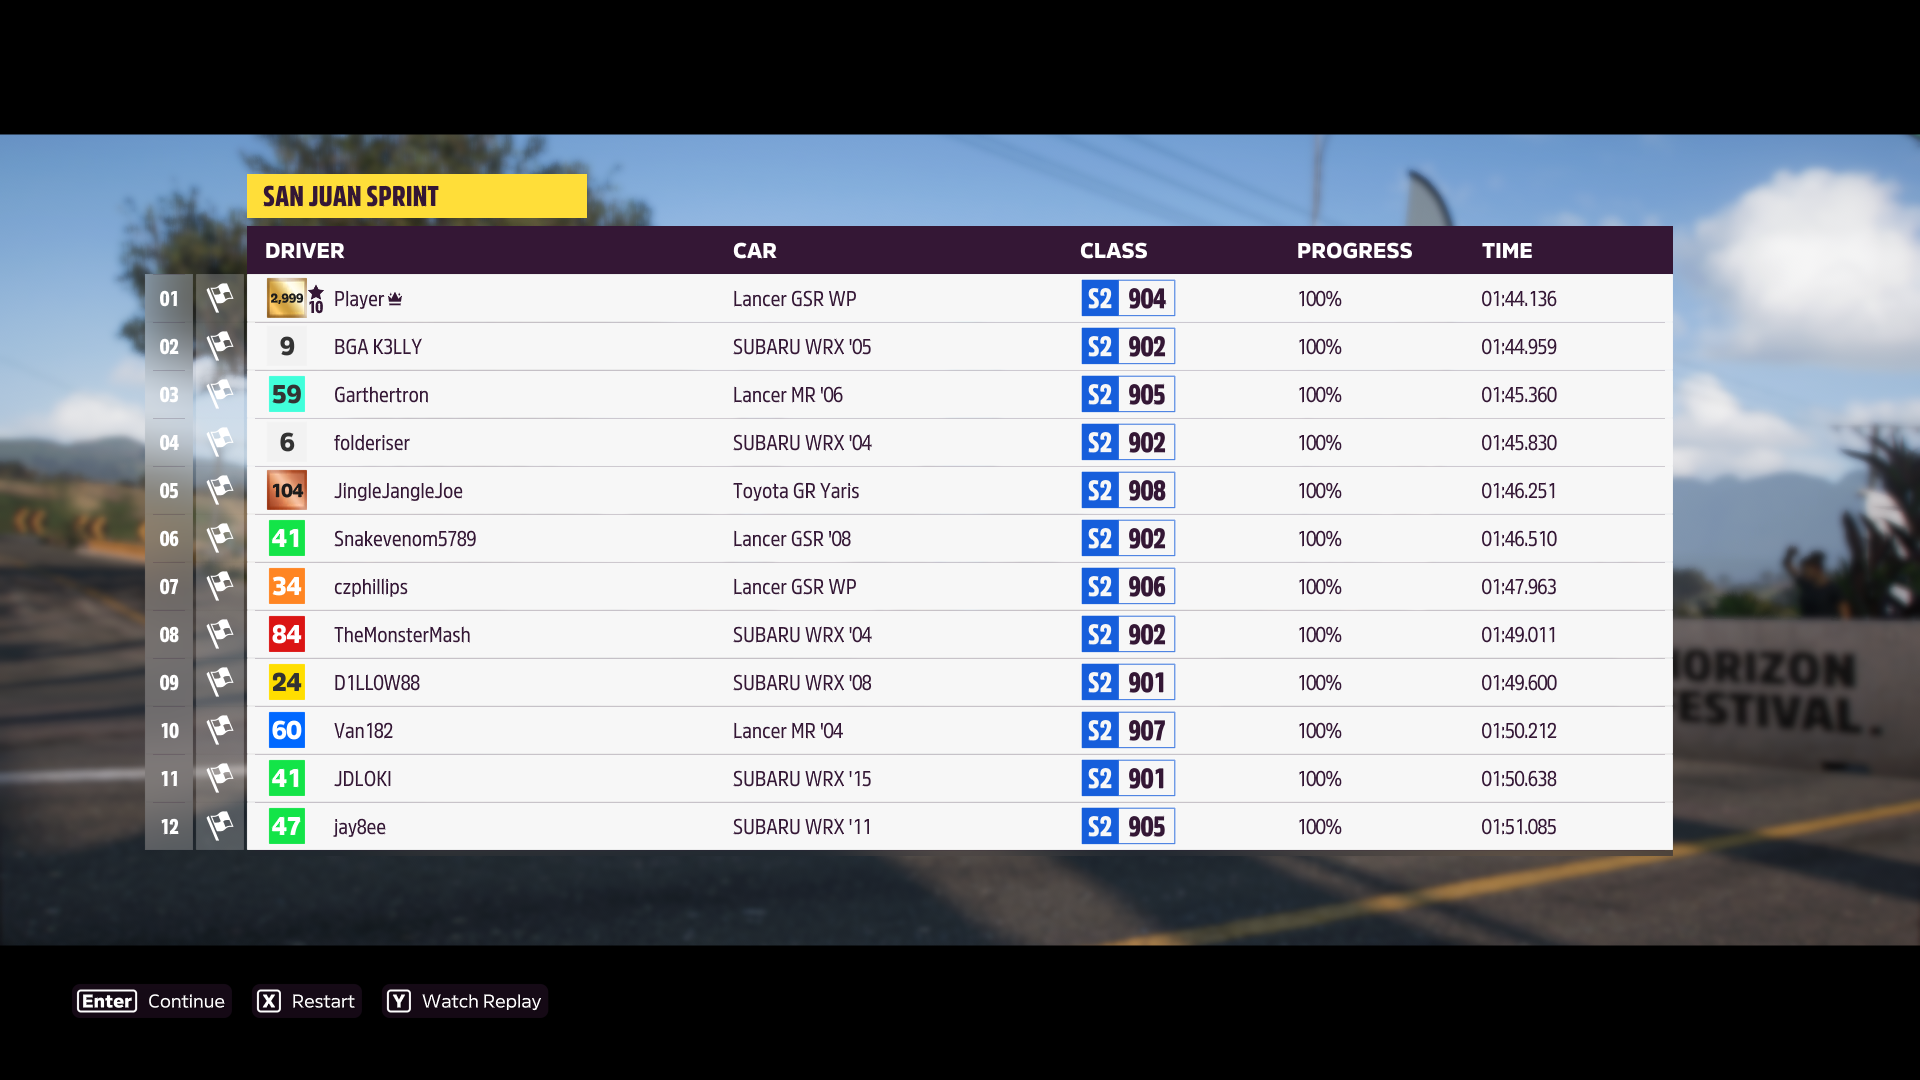 SAN JUAN SPRINT
DRIVER CAR CLASS PROGRESS TIME
01 2,999 10 Player Lancer GSR WP S2 904 100% 01:44.136
02 9 BGA K3LLY SUBARU WRX '05 S2 902 100% 01:44.959
03 59 Garthertron Lancer MR '06 S2 905 100% 01:45.360
04 6 folderiser SUBARU WRX '04 S2 902 100% 01:45.830
05 104 JingleJangleJoe Toyota GR Yaris S2 908 100% 01:46.251
06 41 Snakevenom5789 Lancer GSR '08 S2 902 100% 01:46.510
07 34 czphillips Lancer GSR WP S2 906 100% 01:47.963
08 84 TheMonsterMash SUBARU WRX '04 S2 902 100% 01:49.011
09 24 D1LLOW88 SUBARU WRX '08 S2 901 100% 01:49.600
10 60 Van182 Lancer MR '04 S2 907 100% 01:50.212
11 41 JDLOKI SUBARU WRX '15 S2 901 100% 01:50.638
12 47 jay8ee SUBARU WRX '11 S2 905 100% 01:51.085
HORIZON
FESTIVAL.
Enter Continue X Restart Y Watch Replay